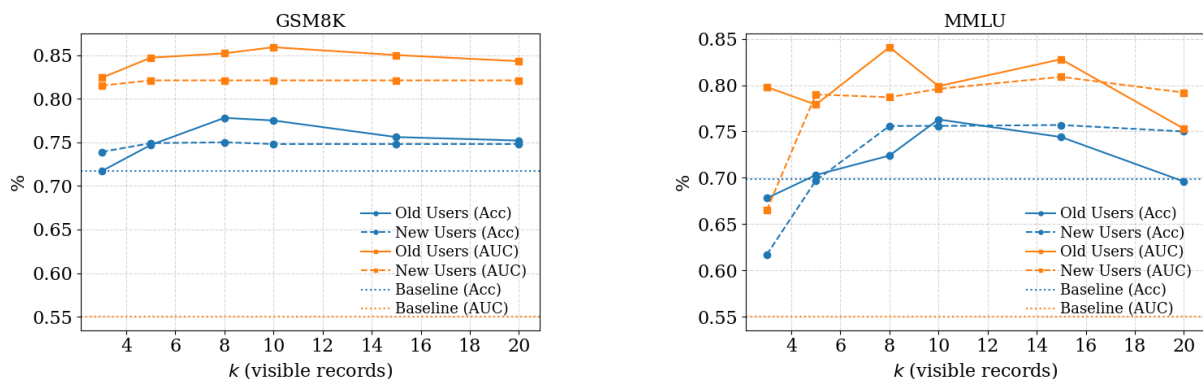 GSM8K
0.85
0.80
0.75
0.70
0.65
0.60
0.55
%
Old Users (Acc)
New Users (Acc)
Old Users (AUC)
New Users (AUC)
Baseline (Acc)
Baseline (AUC)
4 6 8 10 12 14 16 18 20
k (visible records)
MMLU
0.85
0.80
0.75
0.70
0.65
0.60
0.55
%
Old Users (Acc)
New Users (Acc)
Old Users (AUC)
New Users (AUC)
Baseline (Acc)
Baseline (AUC)
4 6 8 10 12 14 16 18 20
k (visible records)